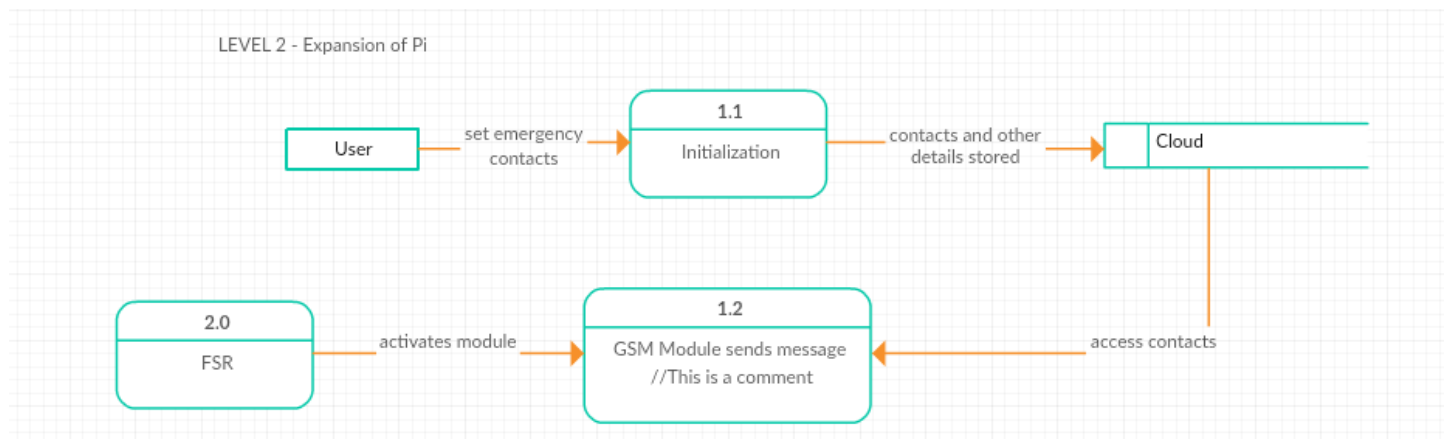 LEVEL 2 - Expansion of Pi
User
set emergency
contacts
1.1
Initialization
contacts and other
details stored
Cloud
2.0
FSR
activates module
1.2
GSM Module sends message
//This is a comment
access contacts